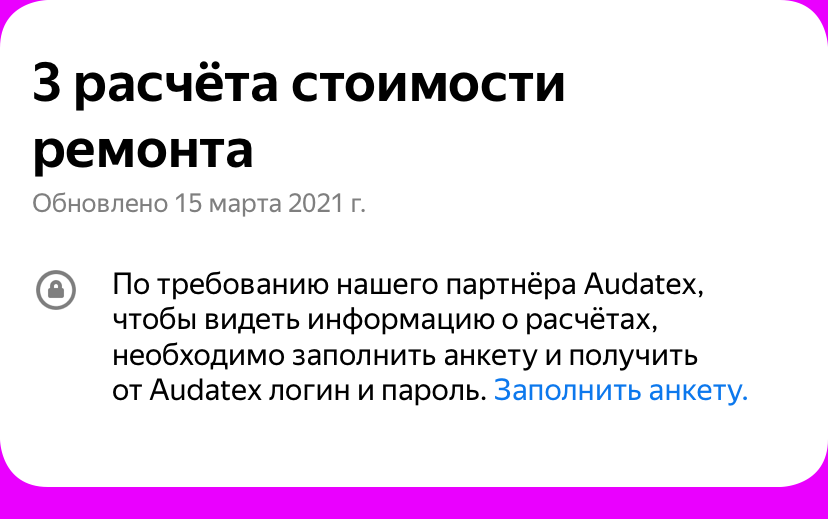 3 расчёта стоимости
ремонта
Обновлено 15 марта 2021 г.
По требованию нашего партнёра Audatex,
чтобы видеть информацию о расчётах,
необходимо заполнить анкету и получить
от Audatex логин и пароль. Заполнить анкету.